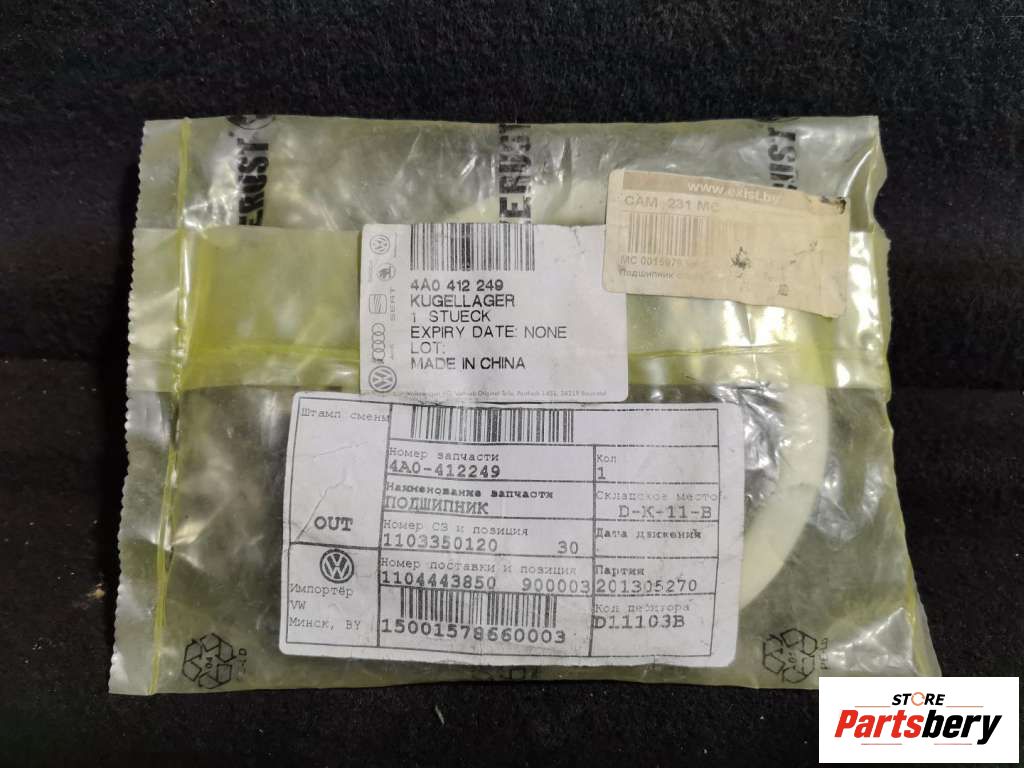 www.exist.by
CAM 231 MC
4A0 412 249
KUGELLAGER
1 STUECK
EXPIRY DATE: NONE
LOT:
MADE IN CHINA
SEAT
Штамп смены
Номер запчасти
4A0-412249
Кол
1
Наименование запчасти
ПОДШИПНИК
Складское место
D-K-11-B
OUT
Номер СЗ и позиция
1103350120 30
Дата движения
Номер поставки и позиция
1104443850 900003
Партия
201305270
Импортёр
VW
Минск, BY
15001578660003
Код дебитора
D11103B
STORE
Partsbery